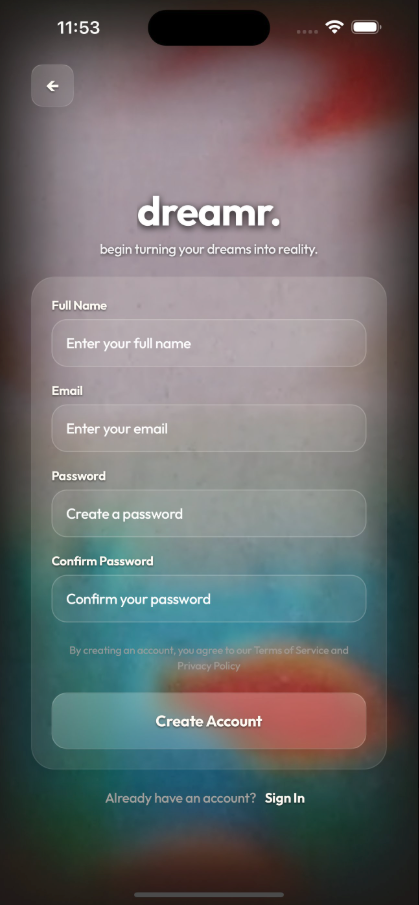 11:53
dreamr.
begin turning your dreams into reality.
Full Name
Enter your full name
Email
Enter your email
Password
Create a password
Confirm Password
Confirm your password
By creating an account, you agree to our Terms of Service and
Privacy Policy
Create Account
Already have an account? Sign In